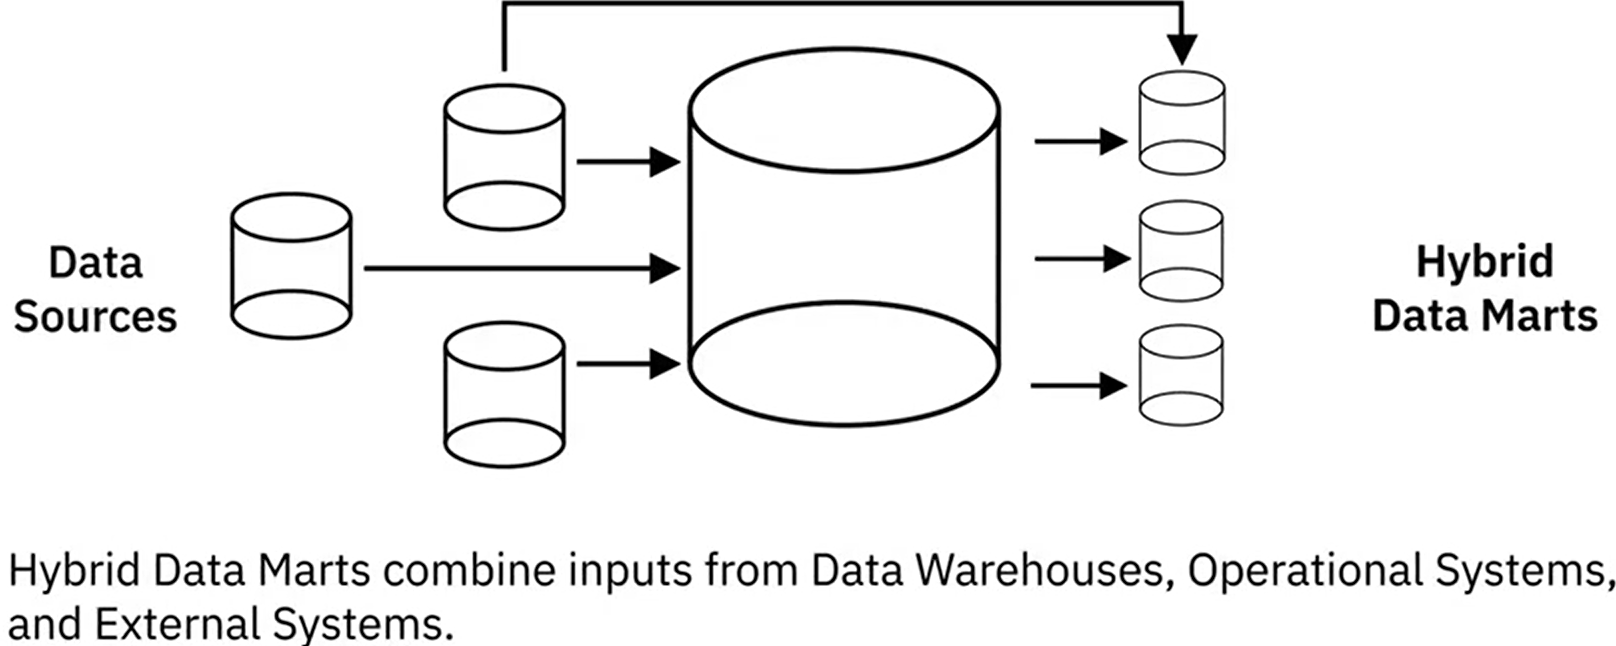 Data
Sources
Hybrid
Data Marts
Hybrid Data Marts combine inputs from Data Warehouses, Operational Systems,
and External Systems.